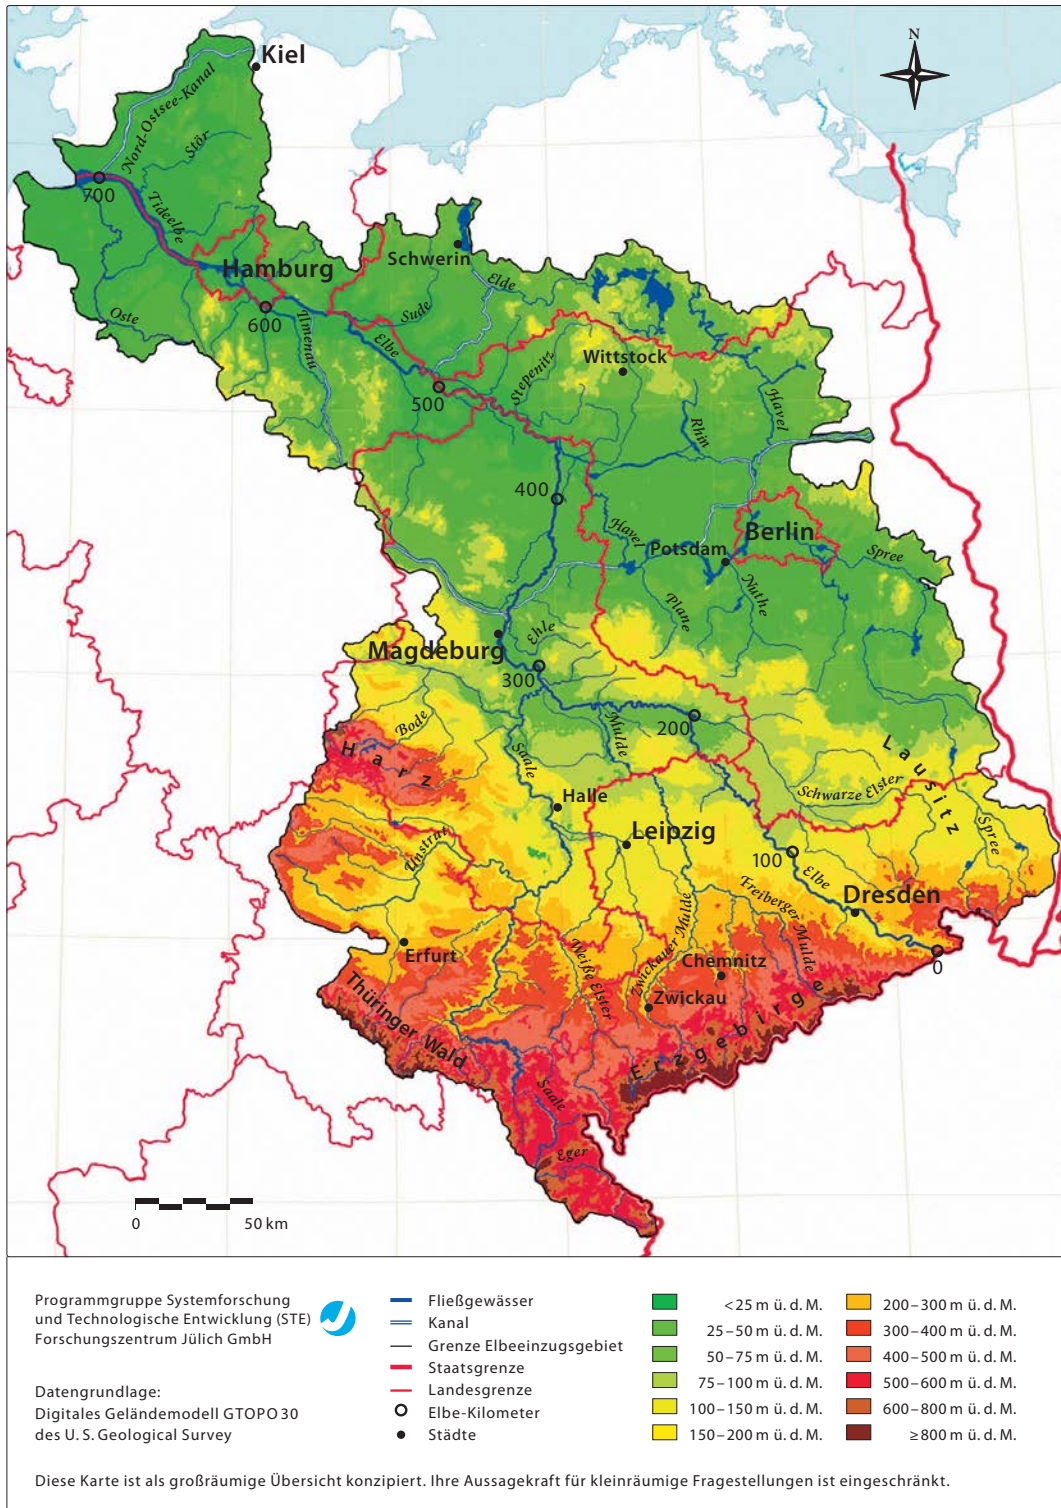 N
Kiel
Nord-Ostsee-Kanal
Stör
700
Tideelbe
Hamburg
Schwerin
Elde
Oste
600
Ilmenau
Sude
Elbe
Wittstock
Stepenitz
500
Havel
Rhin
400
Havel
Berlin
Potsdam
Spree
Nuthe
Plane
Ehle
Magdeburg
300
Bode
Mulde
200
Harz
Saale
Lausitz
Halle
Schwarze Elster
Leipzig
Spree
Unstrut
100
Elbe
Dresden
Freiberger Mulde
Zwickauer Mulde
Erfurt
Weiße Elster
Chemnitz
0
Zwickau
Thüringer Wald
Erzgebirge
Saale
Eger
0 50 km
Programmgruppe Systemforschung
und Technologische Entwicklung (STE)
Forschungszentrum Jülich GmbH
Datengrundlage:
Digitales Geländemodell GTOPO 30
des U. S. Geological Survey
Fließgewässer
Kanal
Grenze Elbeeinzugsgebiet
Staatsgrenze
Landesgrenze
Elbe-Kilometer
Städte
<25 m ü. d. M.
25–50 m ü. d. M.
50–75 m ü. d. M.
75–100 m ü. d. M.
100–150 m ü. d. M.
150–200 m ü. d. M.
200–300 m ü. d. M.
300–400 m ü. d. M.
400–500 m ü. d. M.
500–600 m ü. d. M.
600–800 m ü. d. M.
≥800 m ü. d. M.
Diese Karte ist als großräumige Übersicht konzipiert. Ihre Aussagekraft für kleinräumige Fragestellungen ist eingeschränkt.